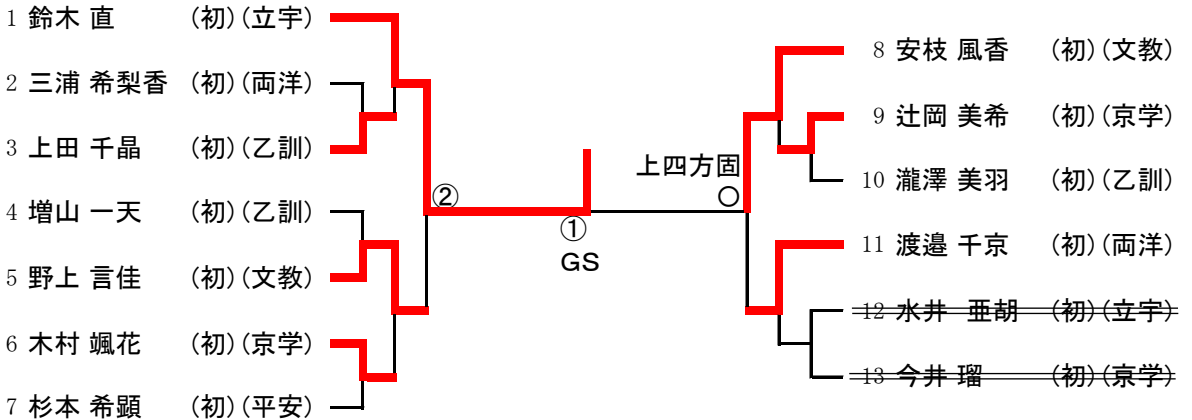 1 鈴木 直 (初)(立宇)
2 三浦 希梨香 (初)(両洋)
3 上田 千晶 (初)(乙訓)
4 増山 一天 (初)(乙訓)
5 野上 言佳 (初)(文教)
6 木村 颯花 (初)(京学)
7 杉本 希顕 (初)(平安)
②
①
GS
上四方固
○
8 安枝 風香 (初)(文教)
9 辻岡 美希 (初)(京学)
10 瀧澤 美羽 (初)(乙訓)
11 渡邉 千京 (初)(両洋)
12 水井 亜胡 (初)(立宇)
13 今井 瑠 (初)(京学)